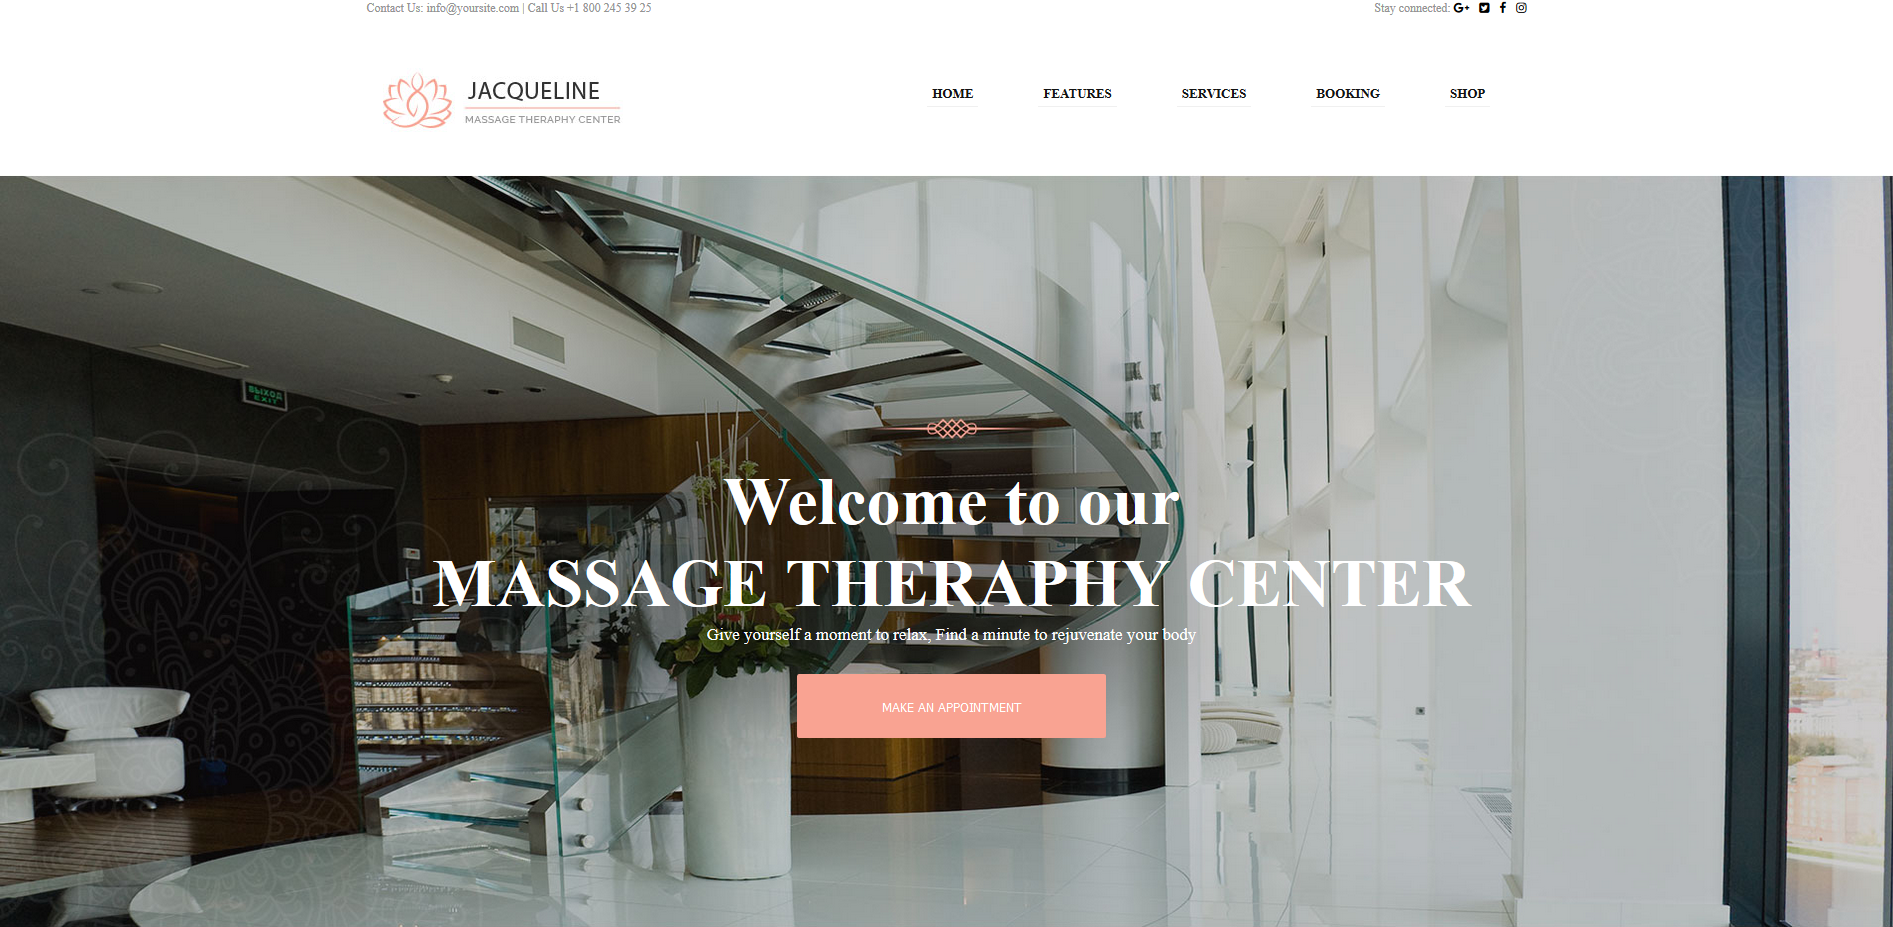 Contact Us: info@yoursite.com | Call Us +1 800 245 39 25
Stay connected:
JACQUELINE
MASSAGE THERAPHY CENTER
HOME
FEATURES
SERVICES
BOOKING
SHOP
ВЫХОД
EXIT
Welcome to our
MASSAGE THERAPHY CENTER
Give yourself a moment to relax, Find a minute to rejuvenate your body
MAKE AN APPOINTMENT